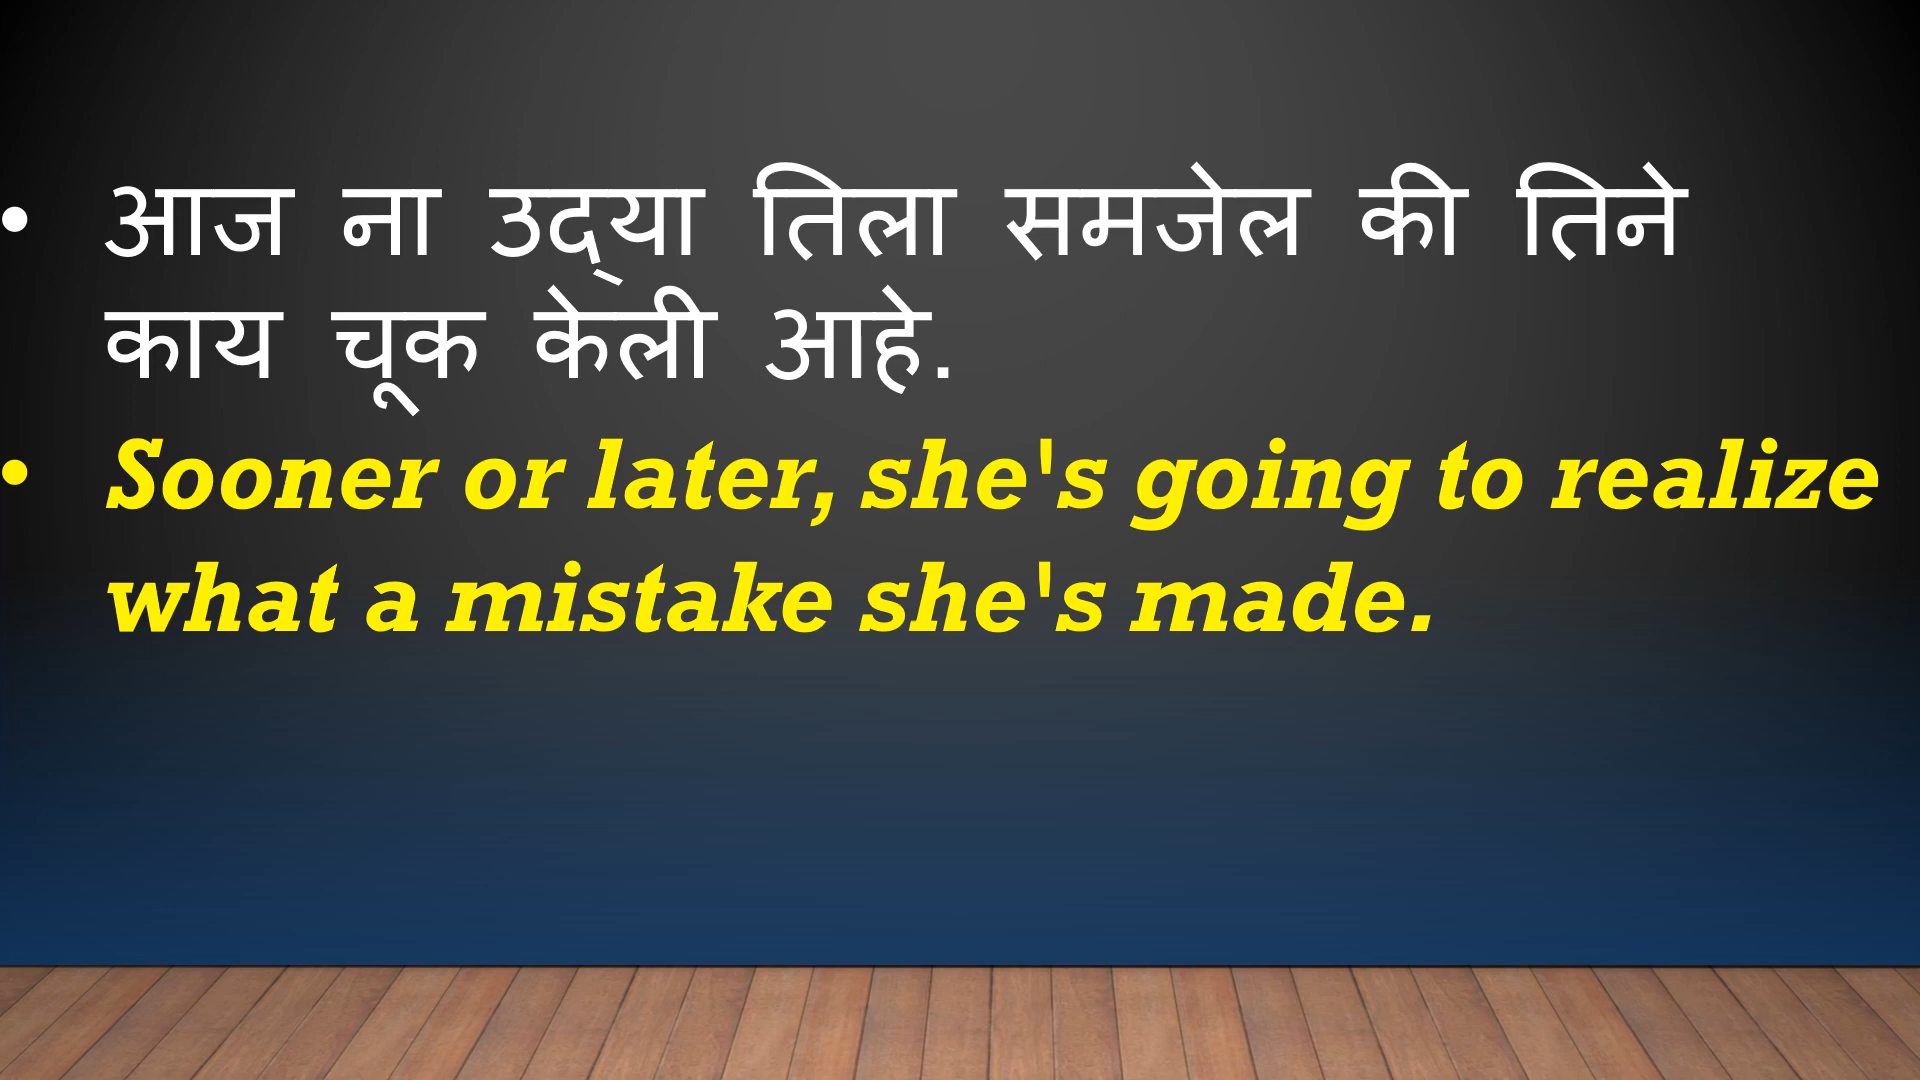 • आज ना उद्‌या तिला समजेल की तिने
काय चूक केली आहे.
• Sooner or later, she's going to realize
what a mistake she's made.